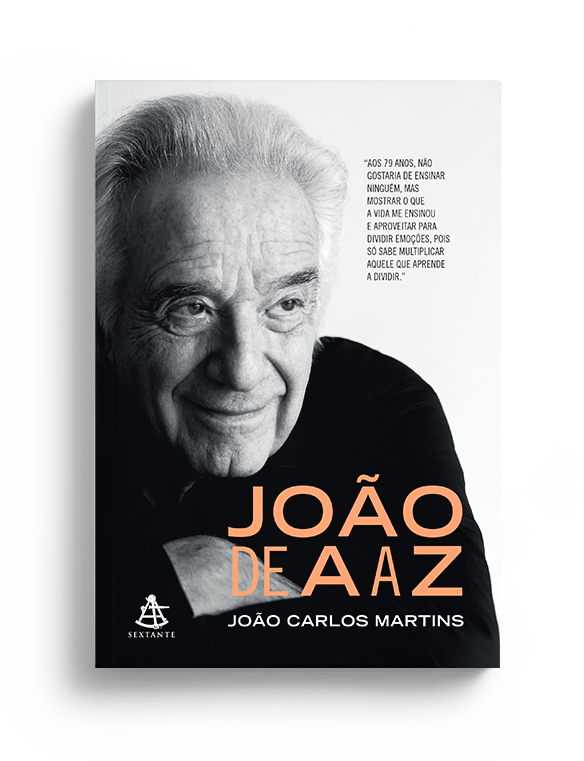 “AOS 79 ANOS, NÃO
GOSTARIA DE ENSINAR
NINGUÉM, MAS
MOSTRAR O QUE
A VIDA ME ENSINOU
E APROVEITAR PARA
DIVIDIR EMOÇÕES, POIS
SÓ SABE MULTIPLICAR
AQUELE QUE APRENDE
A DIVIDIR.”
JOÃO
DE A A Z
JOÃO CARLOS MARTINS
SEXTANTE